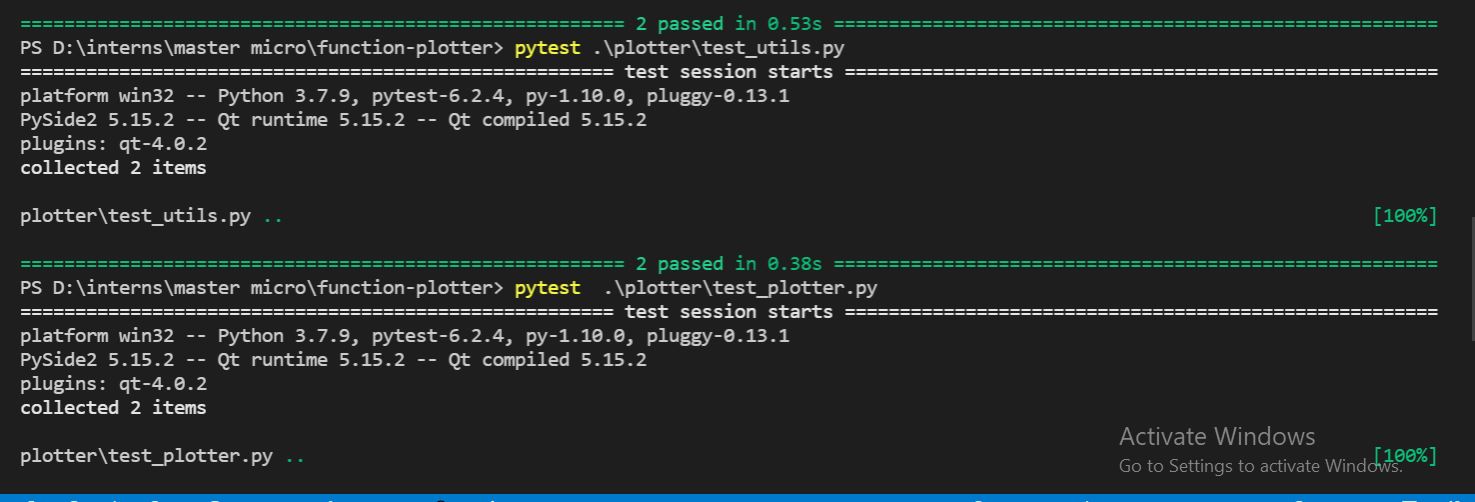 ======================================================= 2 passed in 0.53s =======================================================
PS D:\interns\master micro\function-plotter> pytest .\plotter\test_utils.py
====================================================== test session starts ======================================================
platform win32 -- Python 3.7.9, pytest-6.2.4, py-1.10.0, pluggy-0.13.1
PySide2 5.15.2 -- Qt runtime 5.15.2 -- Qt compiled 5.15.2
plugins: qt-4.0.2
collected 2 items
plotter\test_utils.py .. [100%]
======================================================= 2 passed in 0.38s =======================================================
PS D:\interns\master micro\function-plotter> pytest  .\plotter\test_plotter.py
====================================================== test session starts ======================================================
platform win32 -- Python 3.7.9, pytest-6.2.4, py-1.10.0, pluggy-0.13.1
PySide2 5.15.2 -- Qt runtime 5.15.2 -- Qt compiled 5.15.2
plugins: qt-4.0.2
collected 2 items
Activate Windows
plotter\test_plotter.py .. [100%]
Go to Settings to activate Windows.